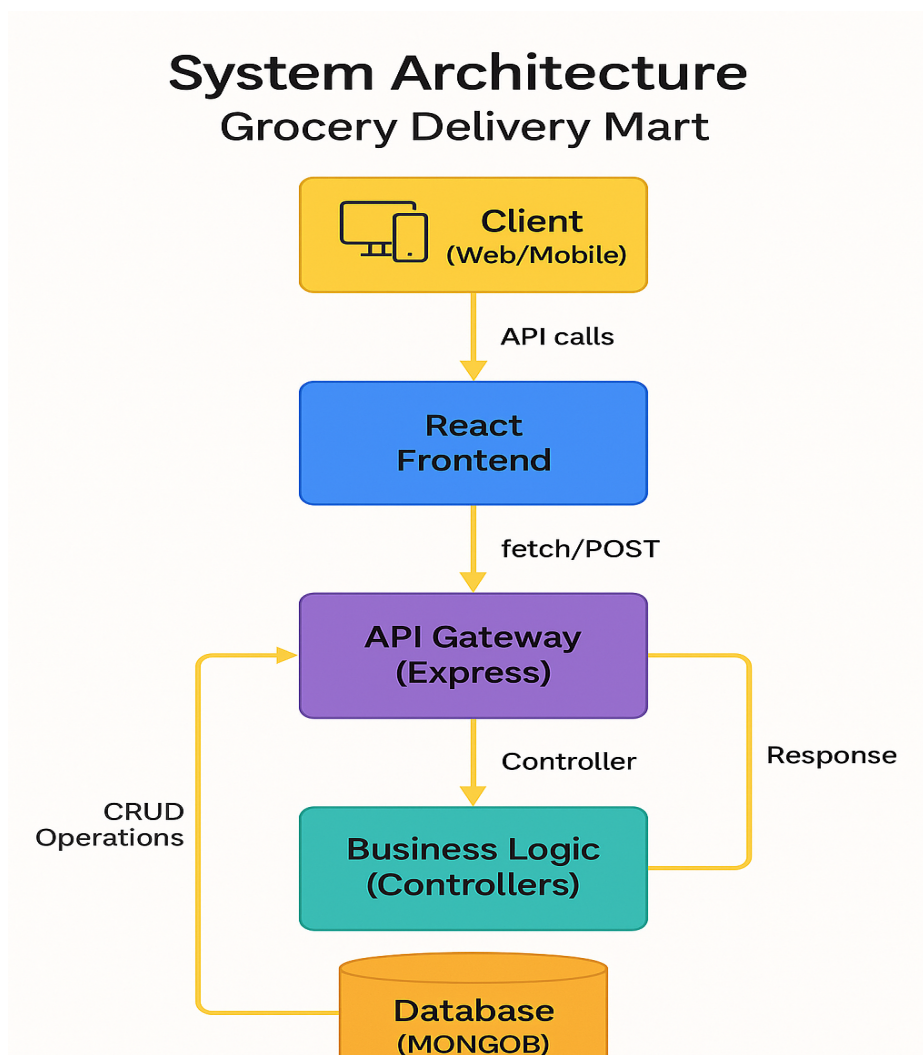 System Architecture
Grocery Delivery Mart
Client
(Web/Mobile)
API calls
React
Frontend
fetch/POST
API Gateway
(Express)
Controller
Response
CRUD
Operations
Business Logic
(Controllers)
Database
(MONGOB)